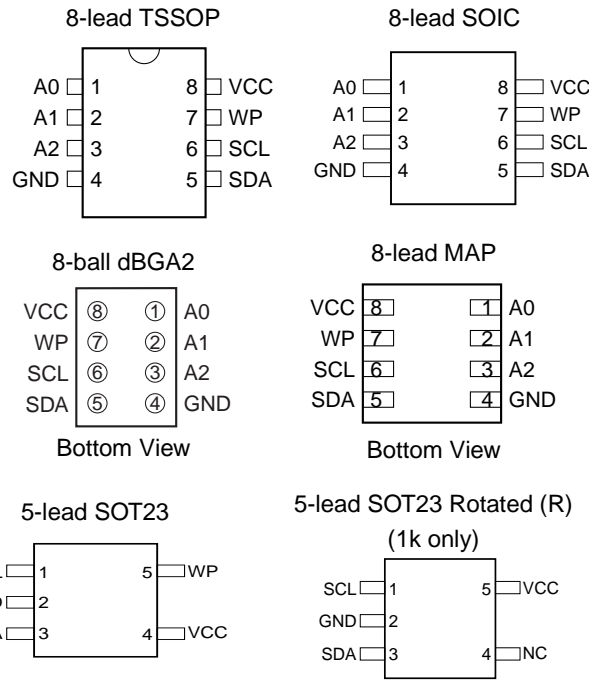 8-lead TSSOP
A0 1 8 VCC
A1 2 7 WP
A2 3 6 SCL
GND 4 5 SDA
8-lead SOIC
A0 1 8 VCC
A1 2 7 WP
A2 3 6 SCL
GND 4 5 SDA
8-ball dBGA2
VCC 8 1 A0
WP 7 2 A1
SCL 6 3 A2
SDA 5 4 GND
Bottom View
8-lead MAP
VCC 8 1 A0
WP 7 2 A1
SCL 6 3 A2
SDA 5 4 GND
Bottom View
5-lead SOT23
1 5 WP
2
3 4 VCC
5-lead SOT23 Rotated (R)
(1k only)
SCL 1 5 VCC
GND 2
SDA 3 4 NC